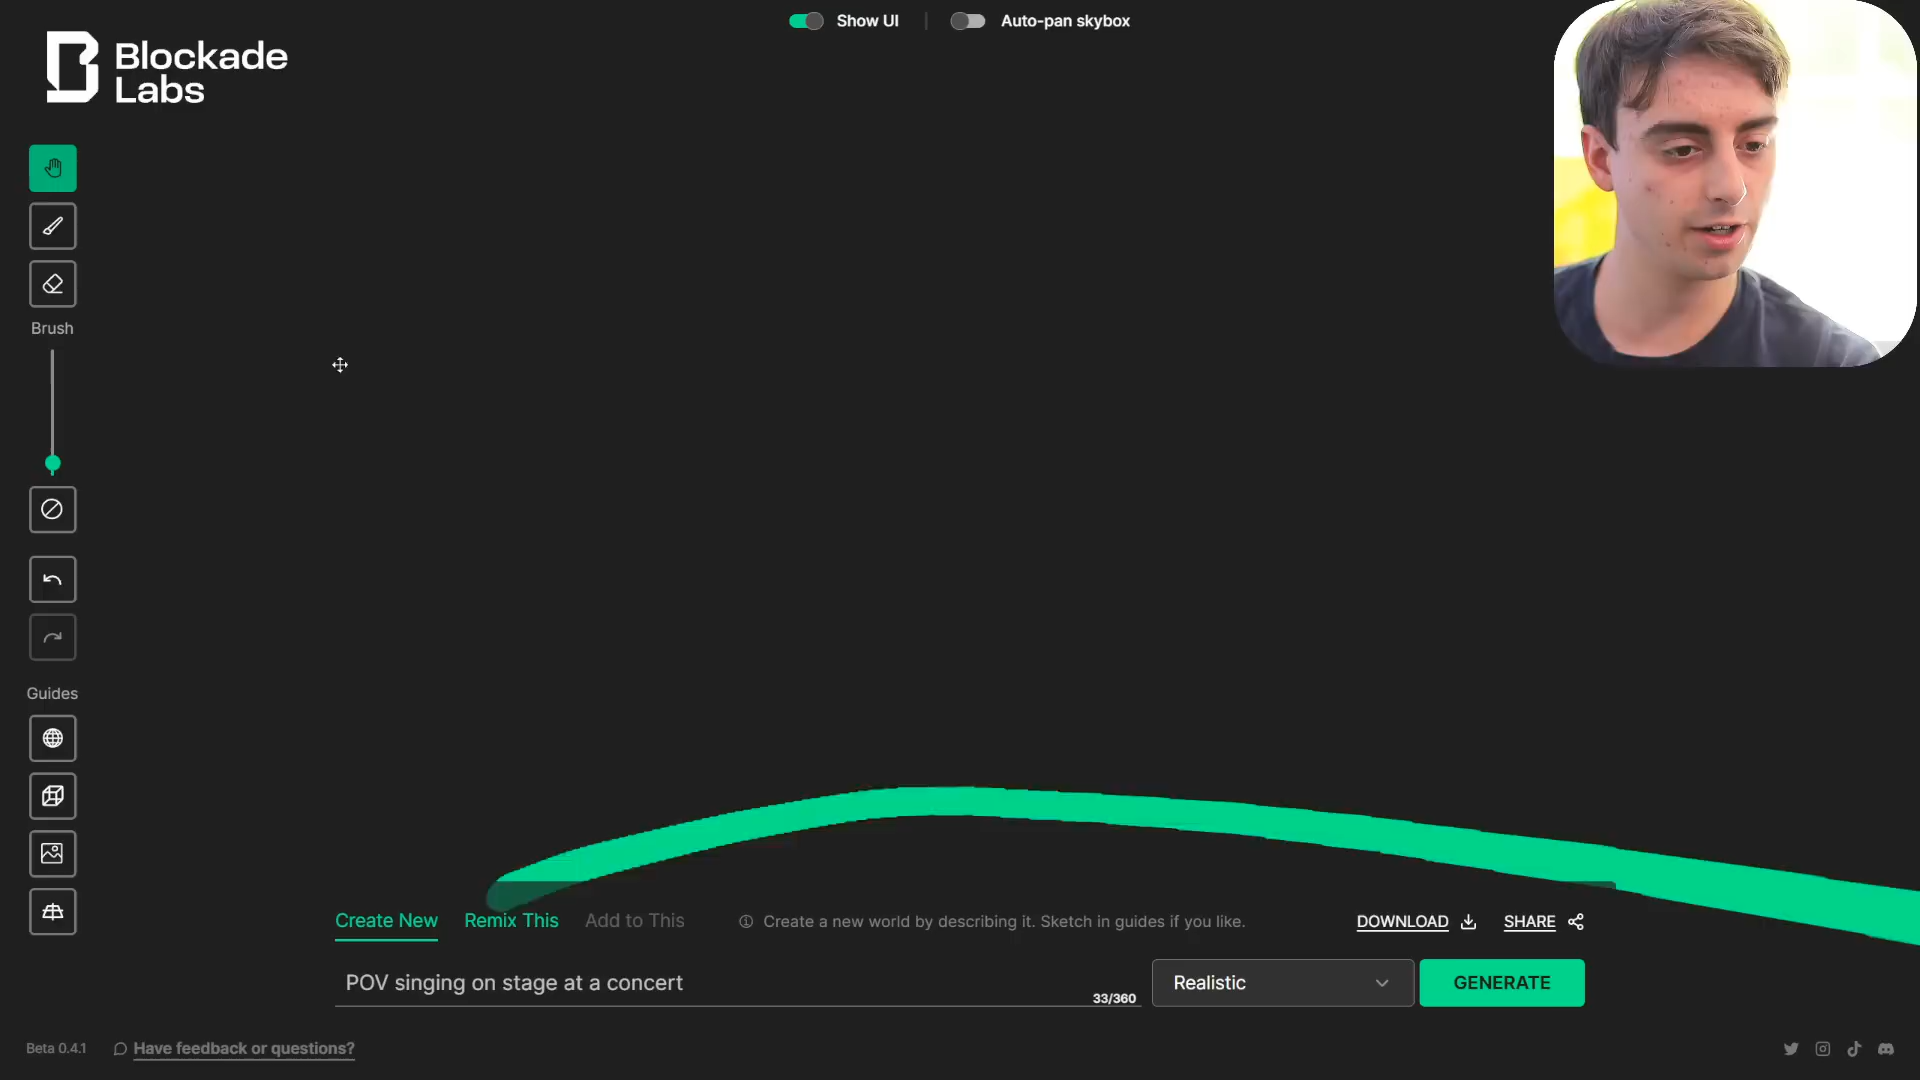 Show UI
Auto-pan skybox
Blockade
Labs
Brush
Guides
Create New
Remix This
Add to This
Create a new world by describing it. Sketch in guides if you like.
DOWNLOAD
SHARE
POV singing on stage at a concert
33/360
Realistic
GENERATE
Beta 0.4.1
Have feedback or questions?